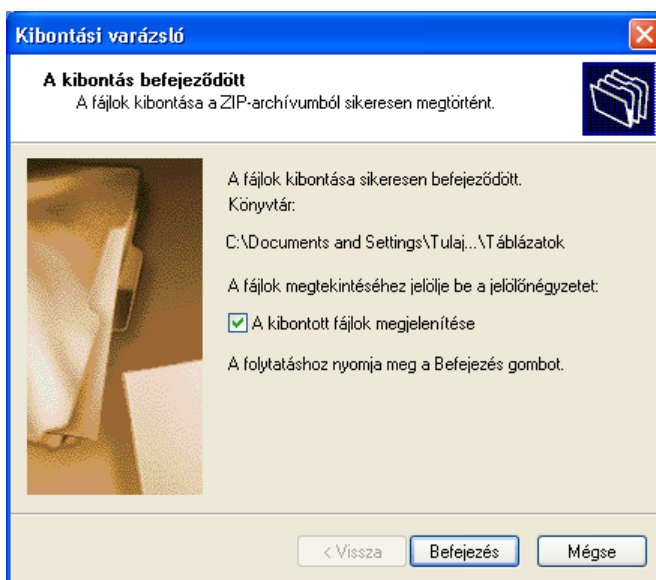 Kibontási varázsló
A kibontás befejeződött
A fájlok kibontása a ZIP-archívumból sikeresen megtörtént.
A fájlok kibontása sikeresen befejeződött.
Könyvtár:
C:\Documents and Settings\Tulaj...\Táblázatok
A fájlok megtekintéséhez jelölje be a jelölőnégyzetet:
A kibontott fájlok megjelenítése
A folytatáshoz nyomja meg a Befejezés gombot.
< Vissza
Befejezés
Mégse